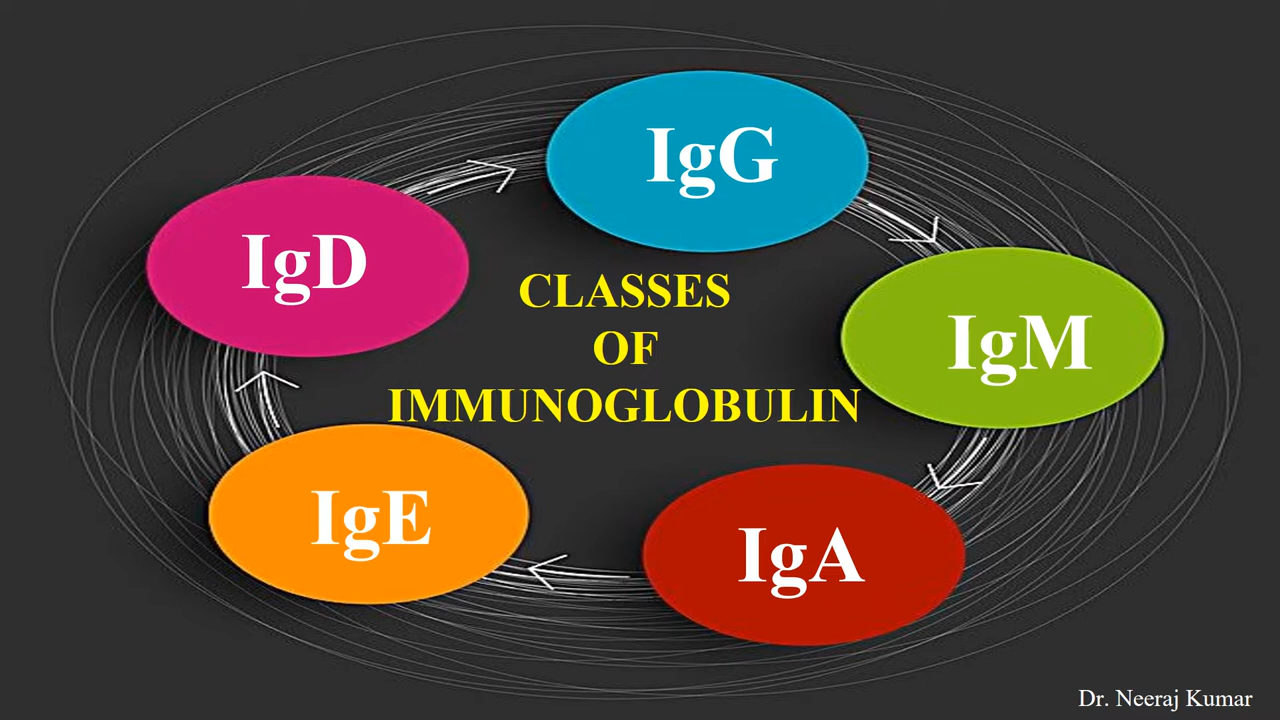 IgG
IgD
CLASSES
OF
IMMUNOGLOBULIN
IgM
IgE
IgA
Dr. Neeraj Kumar